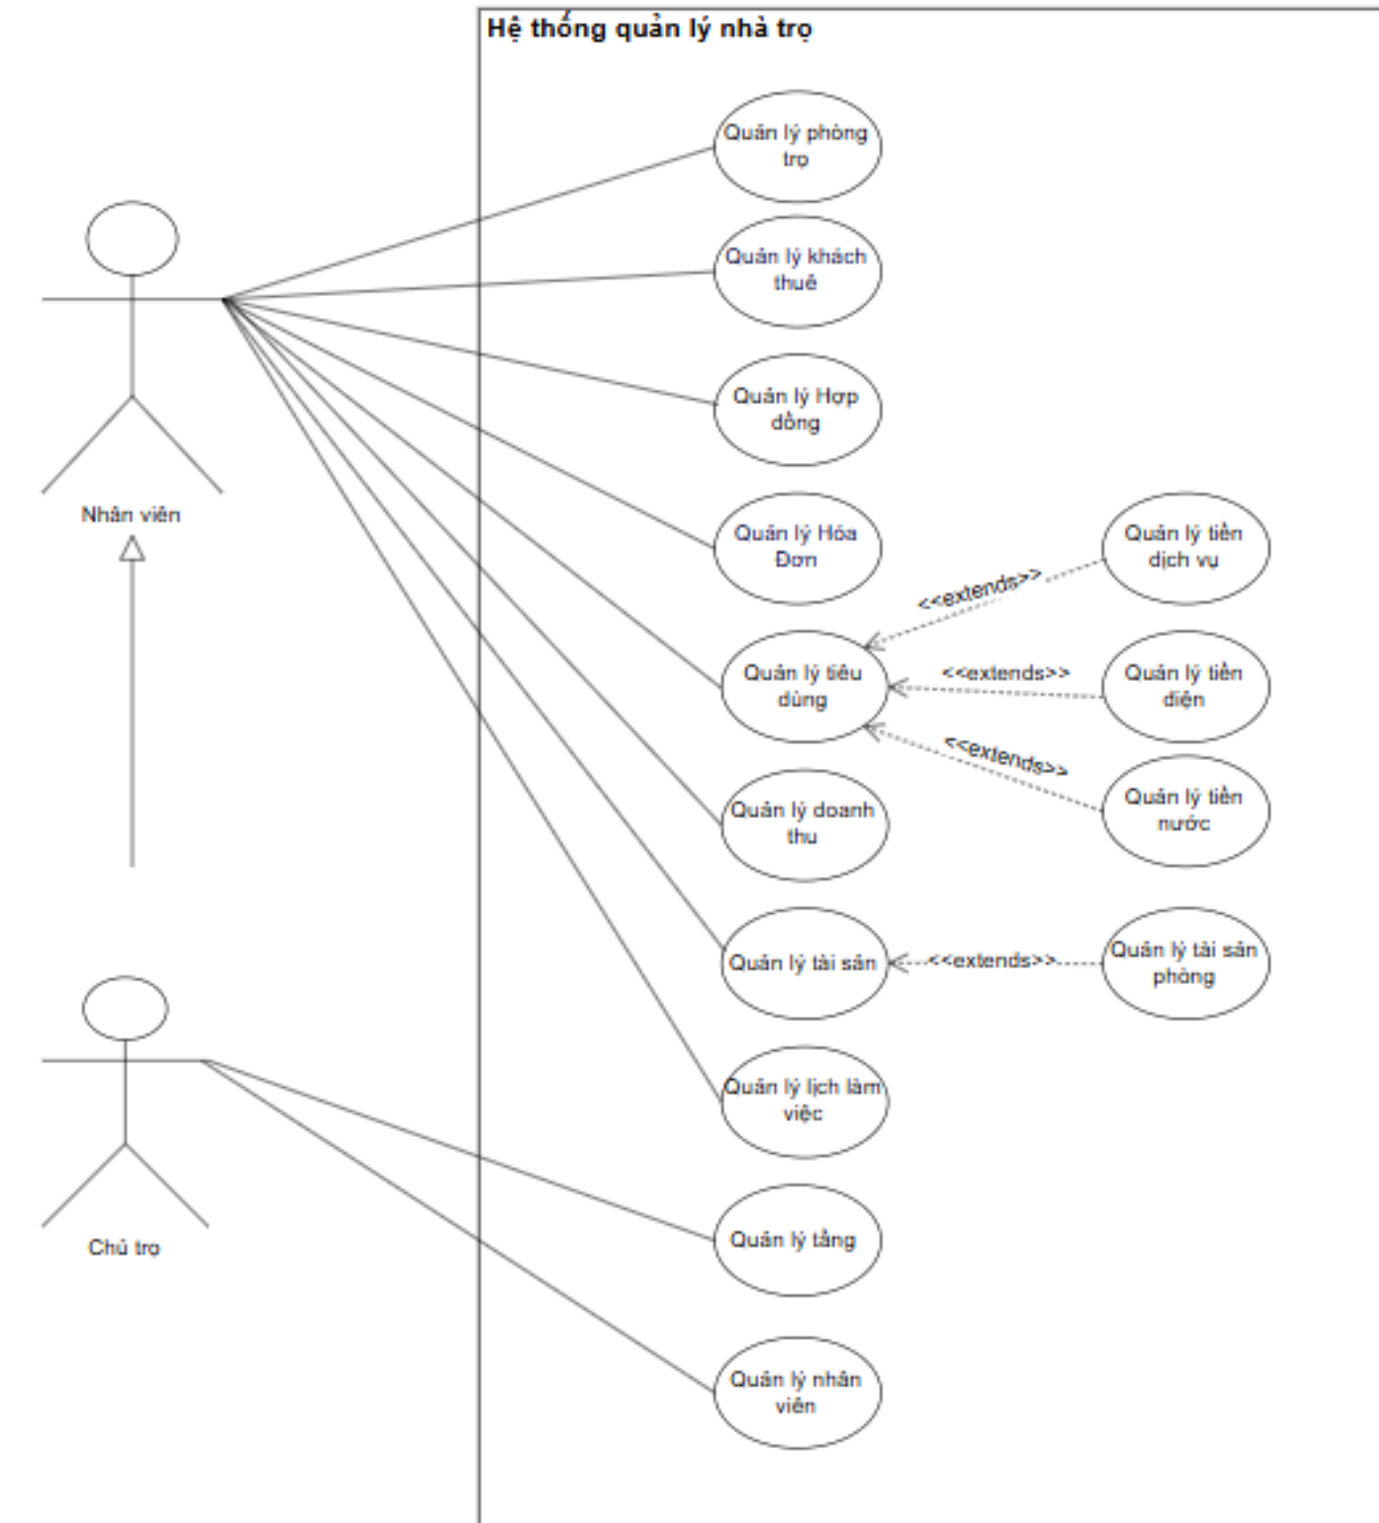 Hệ thống quản lý nhà trọ
Quản lý phòng
trọ
Quản lý khách
thuê
Quản lý Hợp
đồng
Nhân viên
Quản lý Hóa
Đơn
Quản lý tiền
dịch vụ
<<extends>>
Quản lý tiêu
dùng
<<extends>>
Quản lý tiền
điện
<<extends>>
Quản lý tiền
nước
Quản lý doanh
thu
Quản lý tài sản
<<extends>>
Quản lý tài sản
phòng
Quản lý lịch làm
việc
Chủ trọ
Quản lý tầng
Quản lý nhân
viên